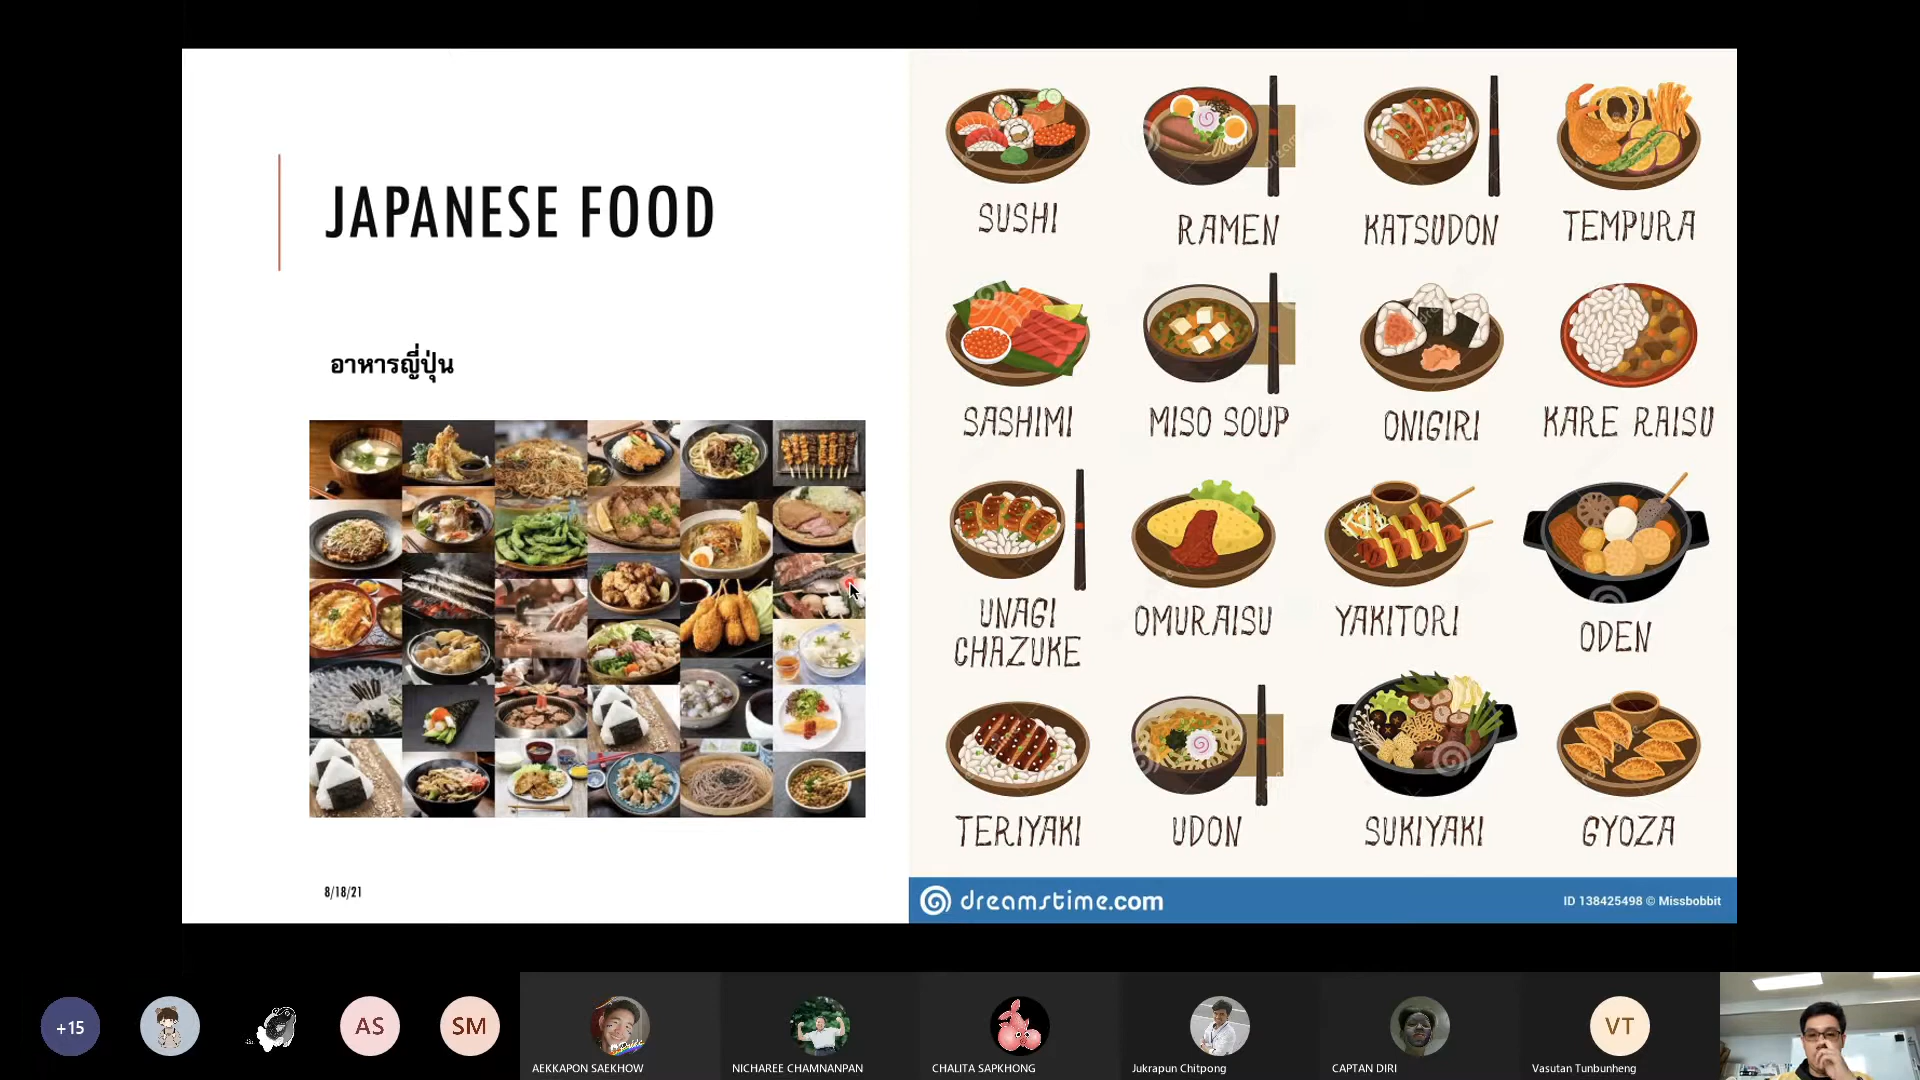 JAPANESE FOOD
อาหารญี่ปุ่น
8/18/21
SUSHI
RAMEN
KATSUDON
TEMPURA
SASHIMI
MISO SOUP
ONIGIRI
KARE RAISU
UNAGI
CHAZUKE
OMURAISU
YAKITORI
ODEN
TERIYAKI
UDON
SUKIYAKI
GYOZA
dreamstime.com
ID 138425498 © Missbobbit
+15
AS
SM
VT
AEKKAPON SAEKHOW
NICHAREE CHAMNANPAN
CHALITA SAPKHONG
Jukrapun Chitpong
CAPTAN DIRI
Vasutan Tunbunheng